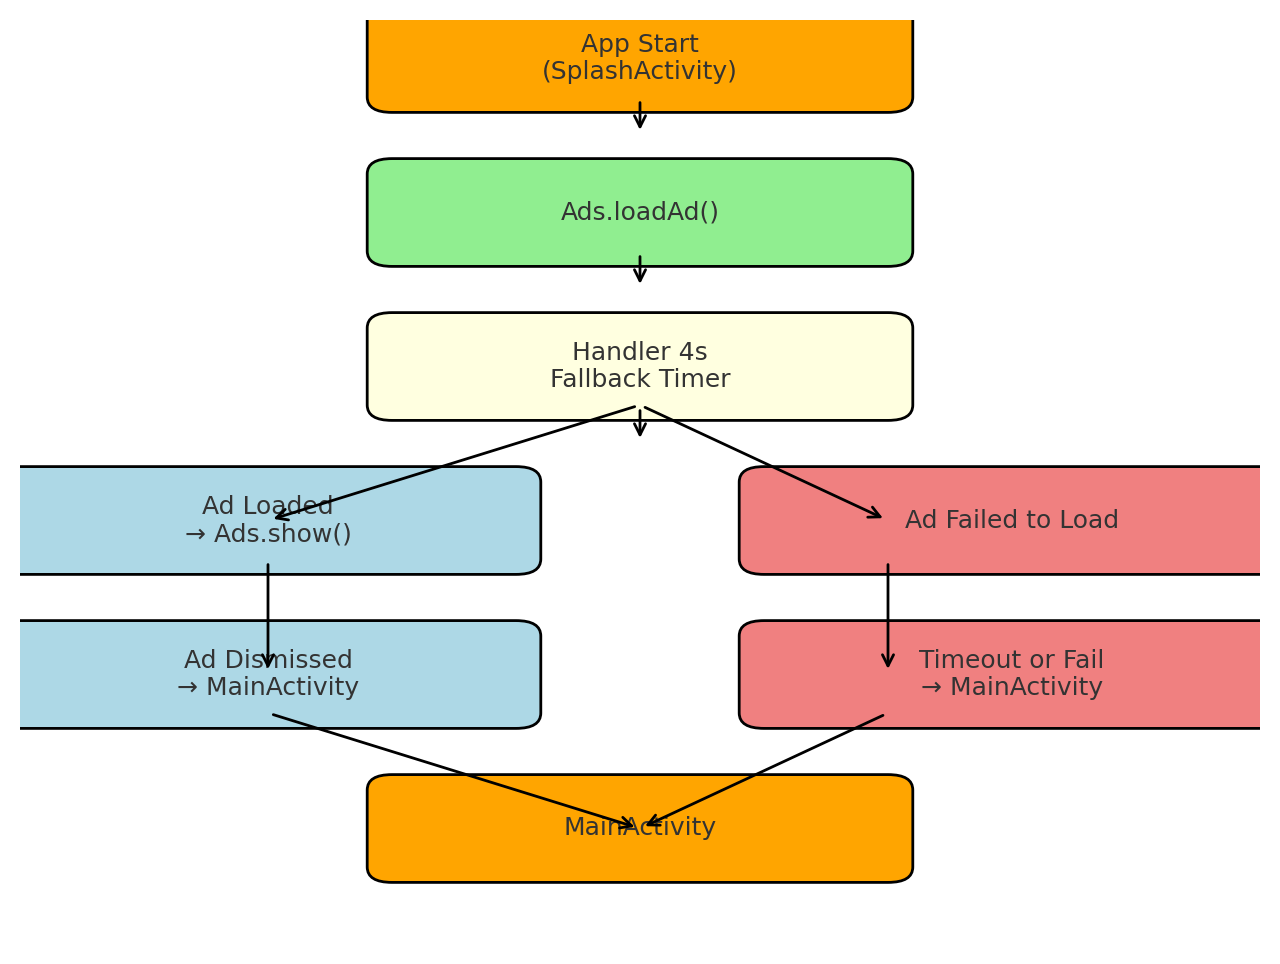 App Start
(SplashActivity)
Ads.loadAd()
Handler 4s
Fallback Timer
Ad Loaded
→ Ads.show()
Ad Failed to Load
Ad Dismissed
→ MainActivity
Timeout or Fail
→ MainActivity
MainActivity